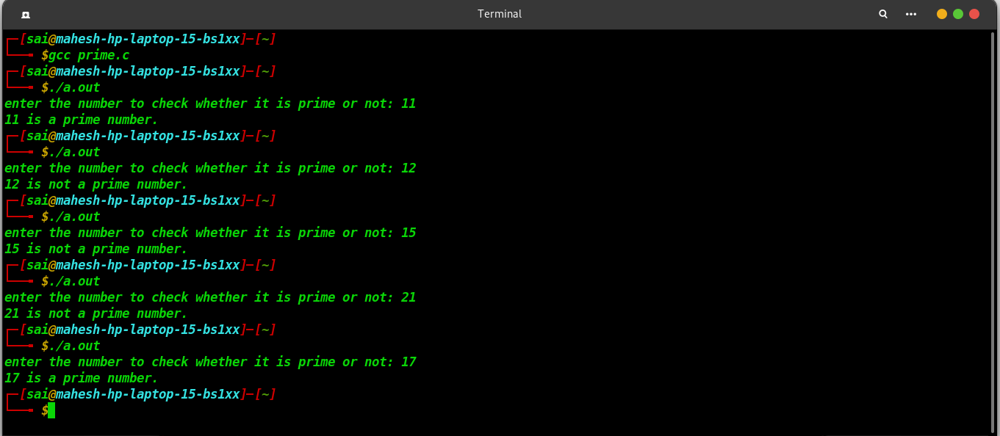 Terminal
┌─[sai@mahesh-hp-laptop-15-bs1xx]─[~]
└──╼ $gcc prime.c
┌─[sai@mahesh-hp-laptop-15-bs1xx]─[~]
└──╼ $./a.out
enter the number to check whether it is prime or not: 11
11 is a prime number.
┌─[sai@mahesh-hp-laptop-15-bs1xx]─[~]
└──╼ $./a.out
enter the number to check whether it is prime or not: 12
12 is not a prime number.
┌─[sai@mahesh-hp-laptop-15-bs1xx]─[~]
└──╼ $./a.out
enter the number to check whether it is prime or not: 15
15 is not a prime number.
┌─[sai@mahesh-hp-laptop-15-bs1xx]─[~]
└──╼ $./a.out
enter the number to check whether it is prime or not: 21
21 is not a prime number.
┌─[sai@mahesh-hp-laptop-15-bs1xx]─[~]
└──╼ $./a.out
enter the number to check whether it is prime or not: 17
17 is a prime number.
┌─[sai@mahesh-hp-laptop-15-bs1xx]─[~]
└──╼ $